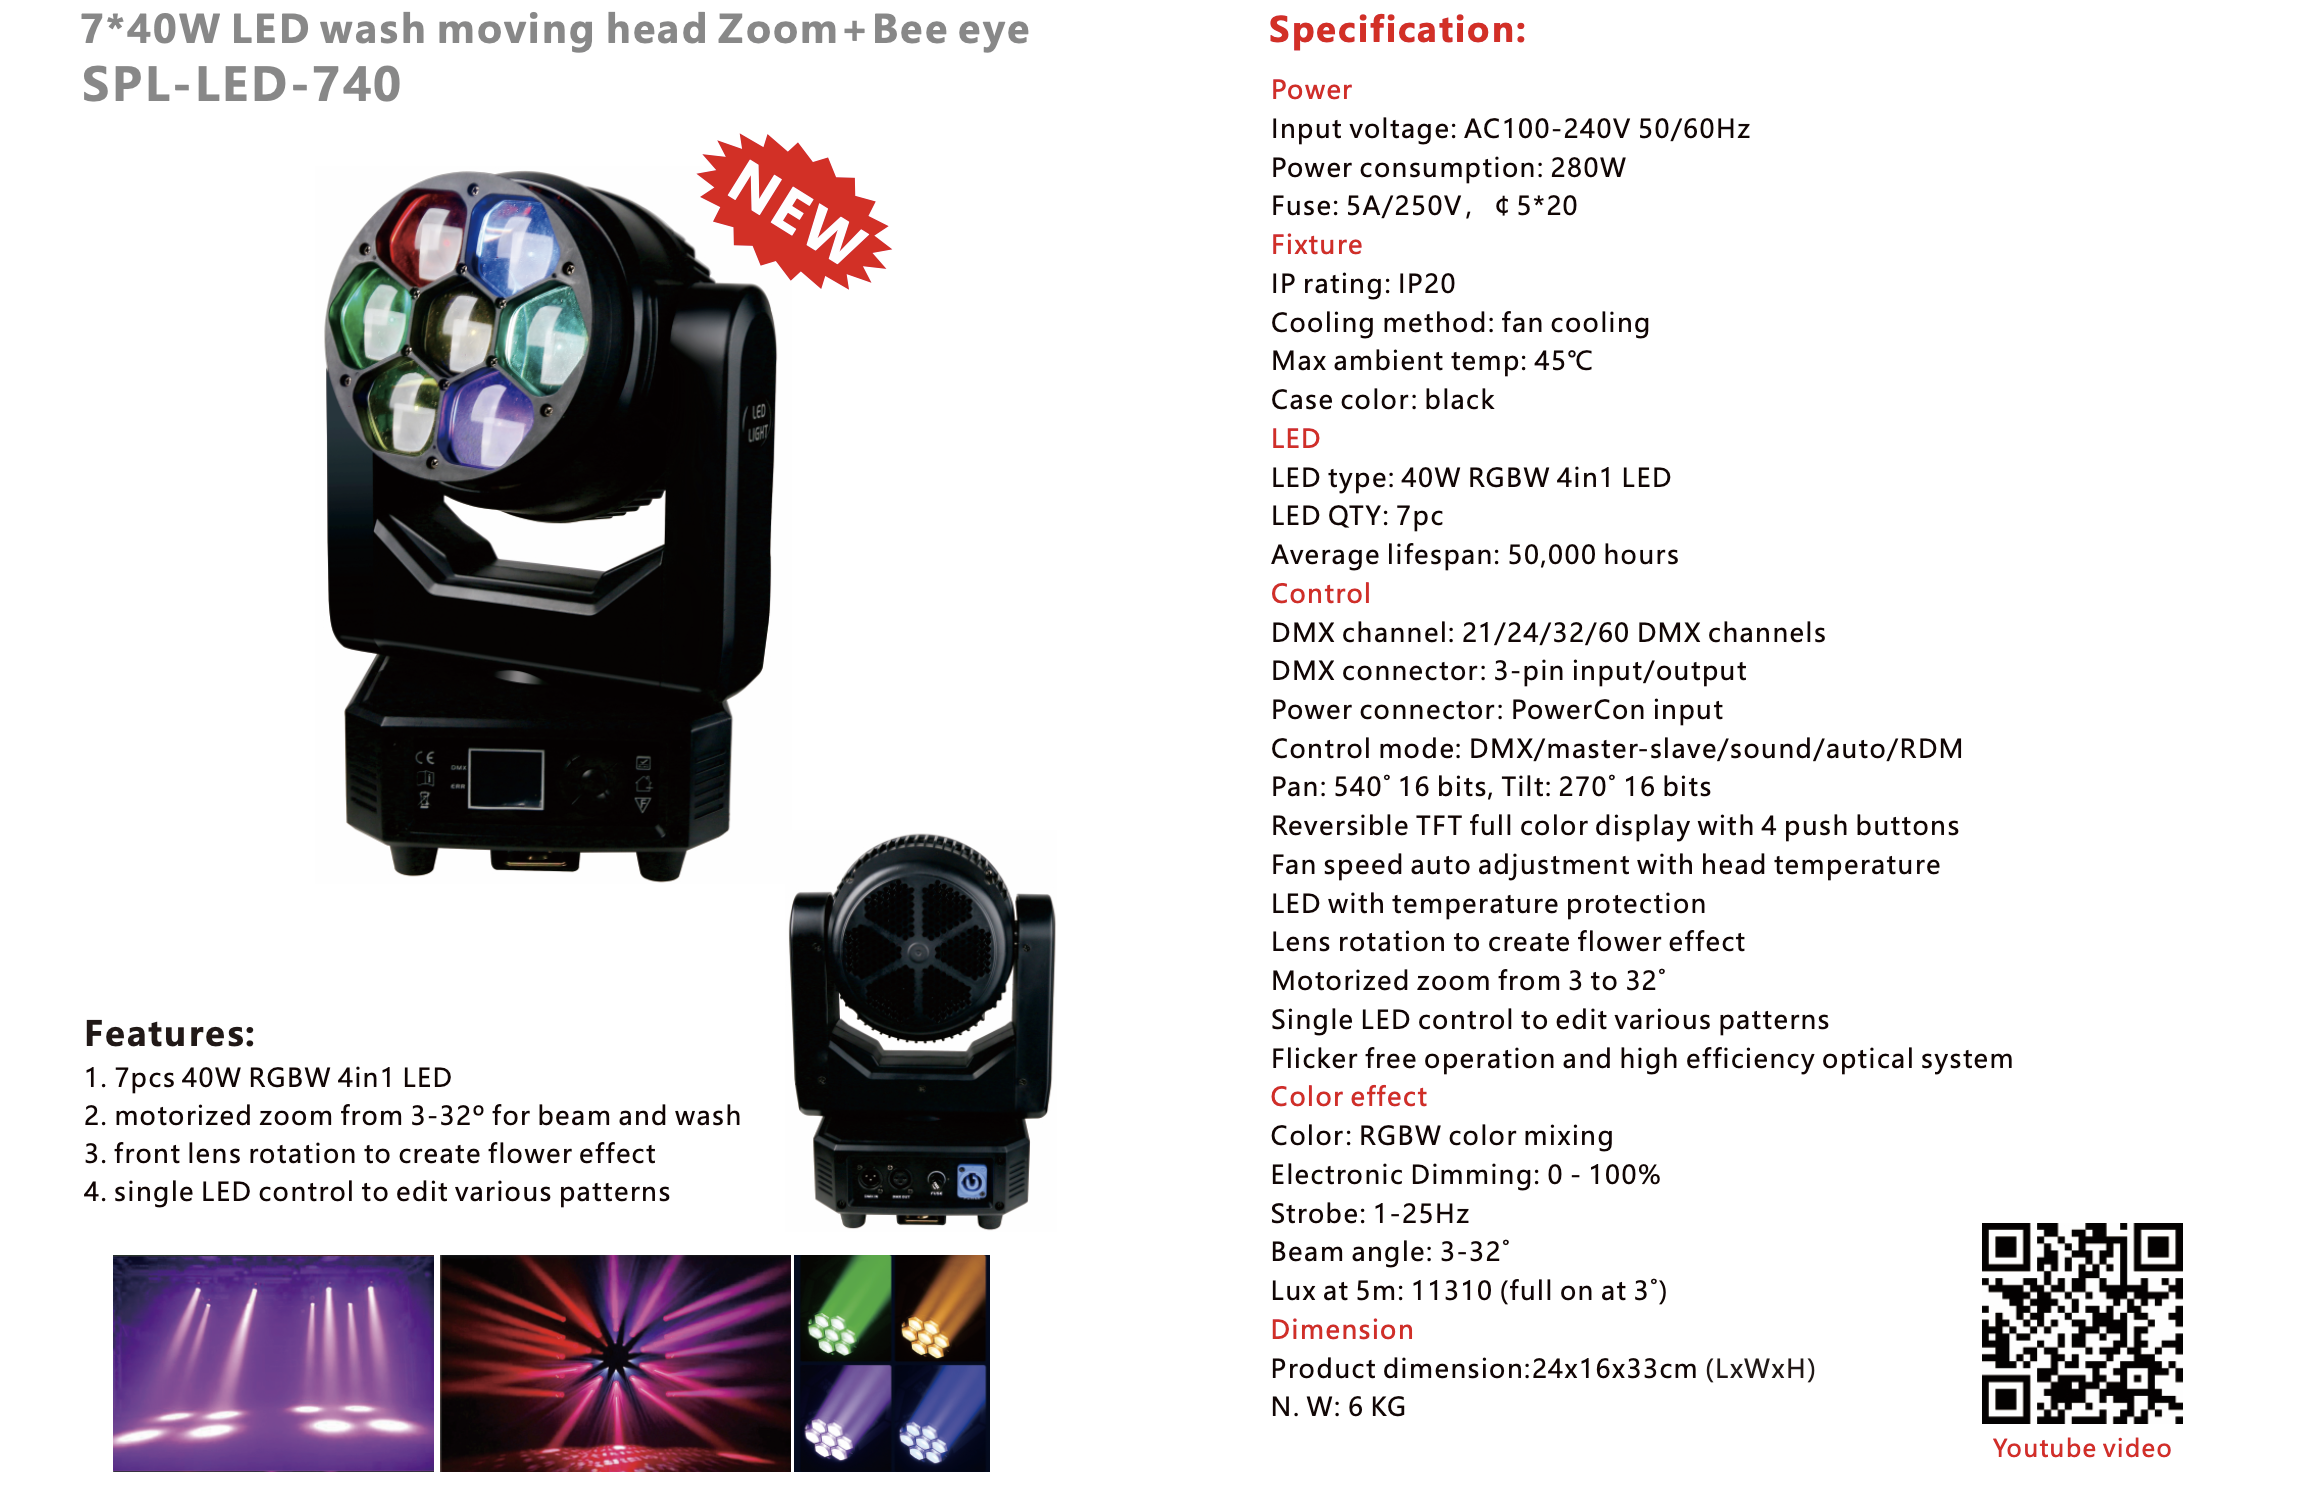 7*40W LED wash moving head Zoom+Bee eye
SPL-LED-740
NEW
LED
LIGHT
CE
DMX
ERR
F
DMX IN
DMX OUT
FUSE
Features:
1. 7pcs 40W RGBW 4in1 LED
2. motorized zoom from 3-32º for beam and wash
3. front lens rotation to create flower effect
4. single LED control to edit various patterns
Specification:
Power
Input voltage: AC100-240V 50/60Hz
Power consumption: 280W
Fuse: 5A/250V， ¢ 5*20
Fixture
IP rating: IP20
Cooling method: fan cooling
Max ambient temp: 45℃
Case color: black
LED
LED type: 40W RGBW 4in1 LED
LED QTY: 7pc
Average lifespan: 50,000 hours
Control
DMX channel: 21/24/32/60 DMX channels
DMX connector: 3-pin input/output
Power connector: PowerCon input
Control mode: DMX/master-slave/sound/auto/RDM
Pan: 540˚ 16 bits, Tilt: 270˚ 16 bits
Reversible TFT full color display with 4 push buttons
Fan speed auto adjustment with head temperature
LED with temperature protection
Lens rotation to create flower effect
Motorized zoom from 3 to 32˚
Single LED control to edit various patterns
Flicker free operation and high efficiency optical system
Color effect
Color: RGBW color mixing
Electronic Dimming: 0 - 100%
Strobe: 1-25Hz
Beam angle: 3-32˚
Lux at 5m: 11310 (full on at 3˚)
Dimension
Product dimension:24x16x33cm (LxWxH)
N. W: 6 KG
Youtube video